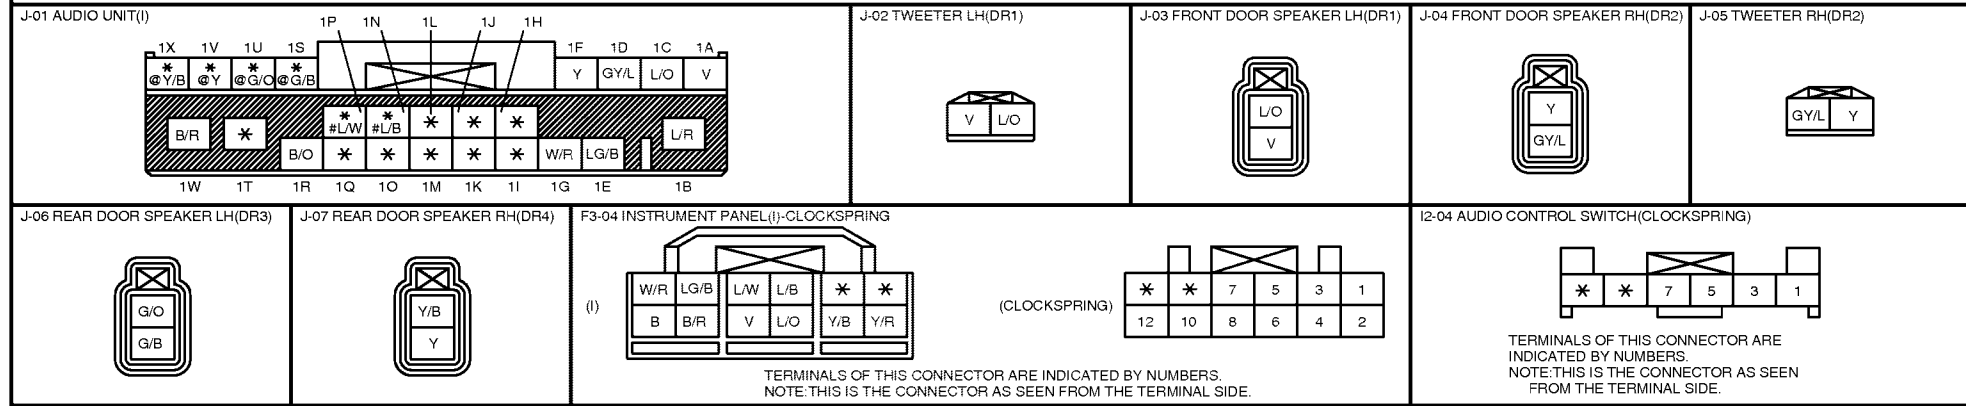 J-01 AUDIO UNIT(I)
1P 1N 1L 1J 1H
1X 1V 1U 1S 1F 1D 1C 1A
* * * *
@Y/B @Y @G/O @G/B Y GY/L L/O V
B/R * * #L/W * #L/B * * * L/R
B/O * * * * * W/R LG/B
1W 1T 1R 1Q 1O 1M 1K 1I 1G 1E 1B
J-02 TWEETER LH(DR1)
V L/O
J-03 FRONT DOOR SPEAKER LH(DR1)
L/O
V
J-04 FRONT DOOR SPEAKER RH(DR2)
Y
GY/L
J-05 TWEETER RH(DR2)
GY/L Y
J-06 REAR DOOR SPEAKER LH(DR3)
G/O
G/B
J-07 REAR DOOR SPEAKER RH(DR4)
Y/B
Y
F3-04 INSTRUMENT PANEL(I)-CLOCKSPRING
(I)
W/R LG/B L/W L/B * *
B B/R V L/O Y/B Y/R
(CLOCKSPRING)
* * 7 5 3 1
12 10 8 6 4 2
TERMINALS OF THIS CONNECTOR ARE INDICATED BY NUMBERS.
NOTE:THIS IS THE CONNECTOR AS SEEN FROM THE TERMINAL SIDE.
I2-04 AUDIO CONTROL SWITCH(CLOCKSPRING)
* * 7 5 3 1
TERMINALS OF THIS CONNECTOR ARE
INDICATED BY NUMBERS.
NOTE:THIS IS THE CONNECTOR AS SEEN
FROM THE TERMINAL SIDE.